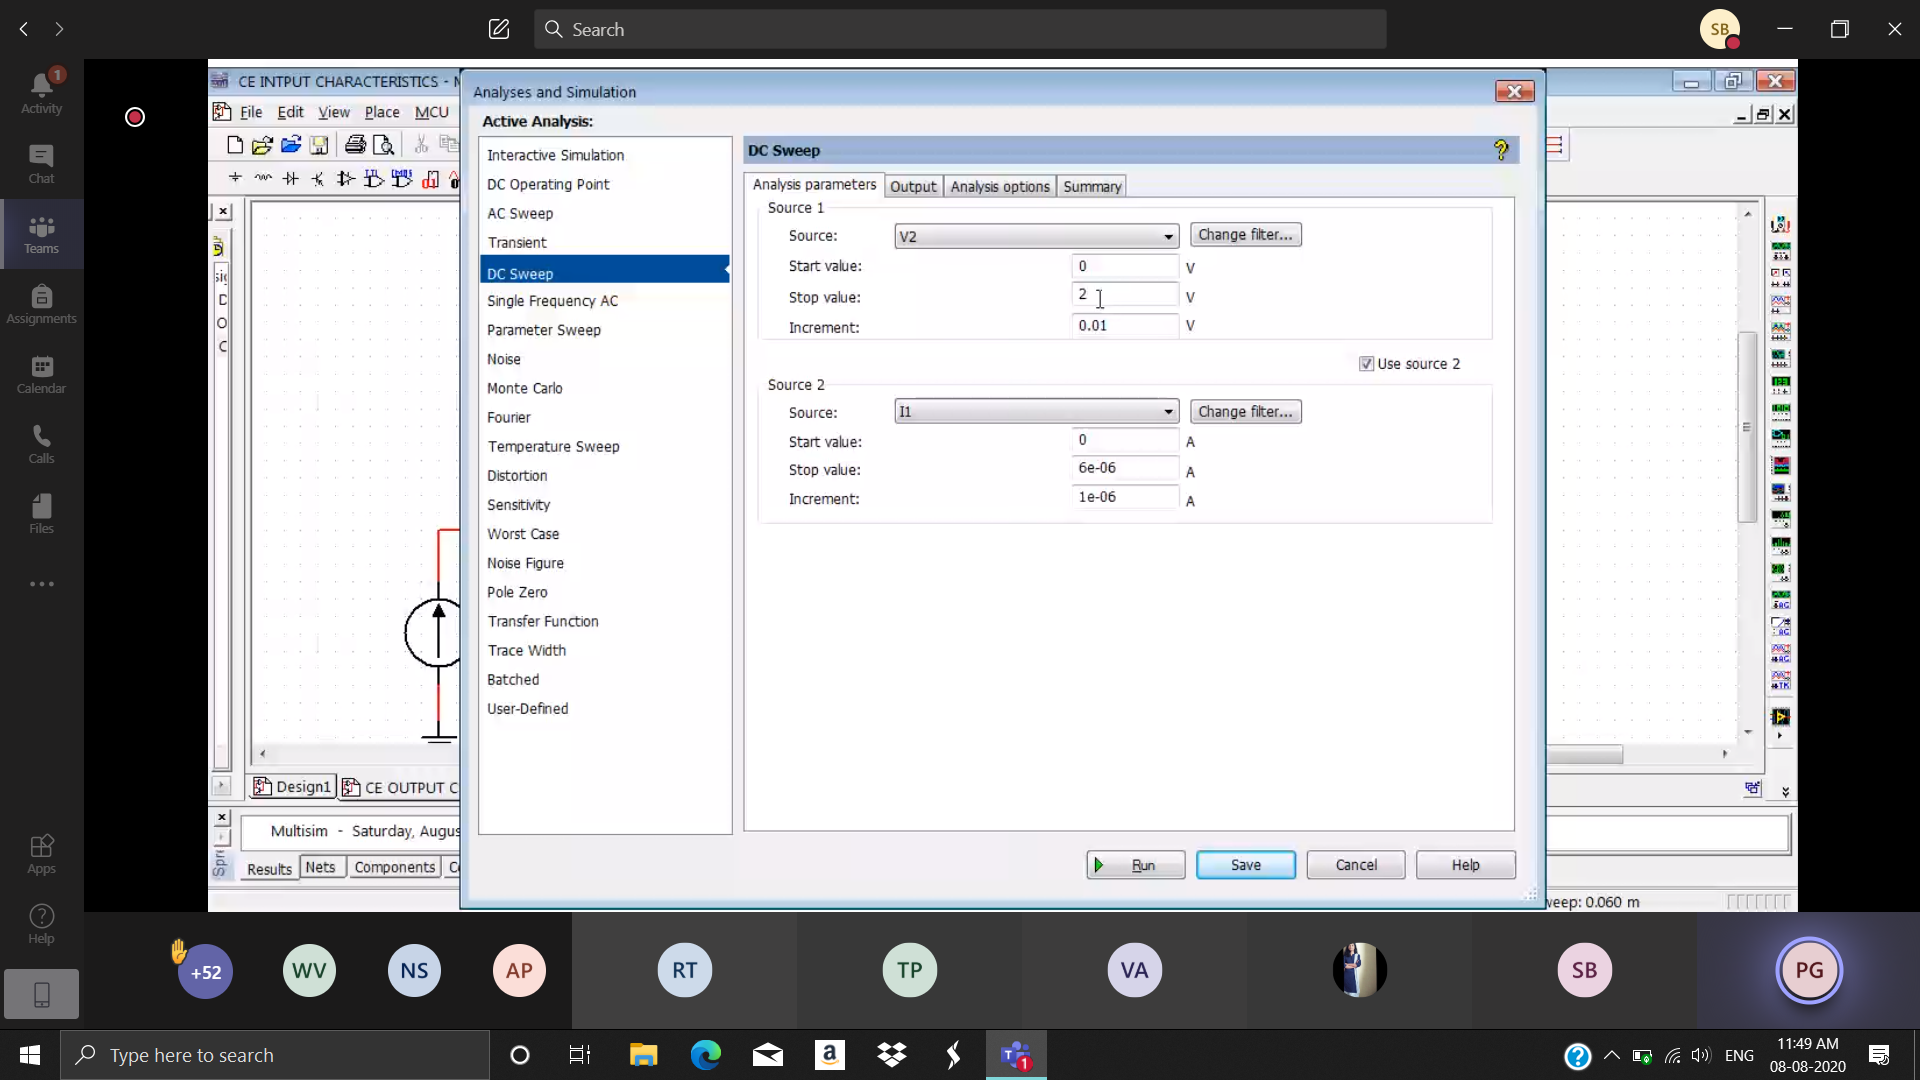 Search
SB
1
Activity
Chat
Teams
Assignments
Calendar
Calls
Files
Apps
Help
CE INTPUT CHARACTERISTICS - M
File Edit View Place MCU
Analyses and Simulation
Active Analysis:
Interactive Simulation
DC Operating Point
AC Sweep
Transient
DC Sweep
Single Frequency AC
Parameter Sweep
Noise
Monte Carlo
Fourier
Temperature Sweep
Distortion
Sensitivity
Worst Case
Noise Figure
Pole Zero
Transfer Function
Trace Width
Batched
User-Defined
DC Sweep
Analysis parameters Output Analysis options Summary
Source 1
Source: V2 Change filter...
Start value: 0 V
Stop value: 2 V
Increment: 0.01 V
Use source 2
Source 2
Source: I1 Change filter...
Start value: 0 A
Stop value: 6e-06 A
Increment: 1e-06 A
Run Save Cancel Help
Design1 CE OUTPUT C
Multisim - Saturday, Augus
Results Nets Components
weep: 0.060 m
+52 WV NS AP RT TP VA SB PG
Type here to search
1
ENG
11:49 AM
08-08-2020